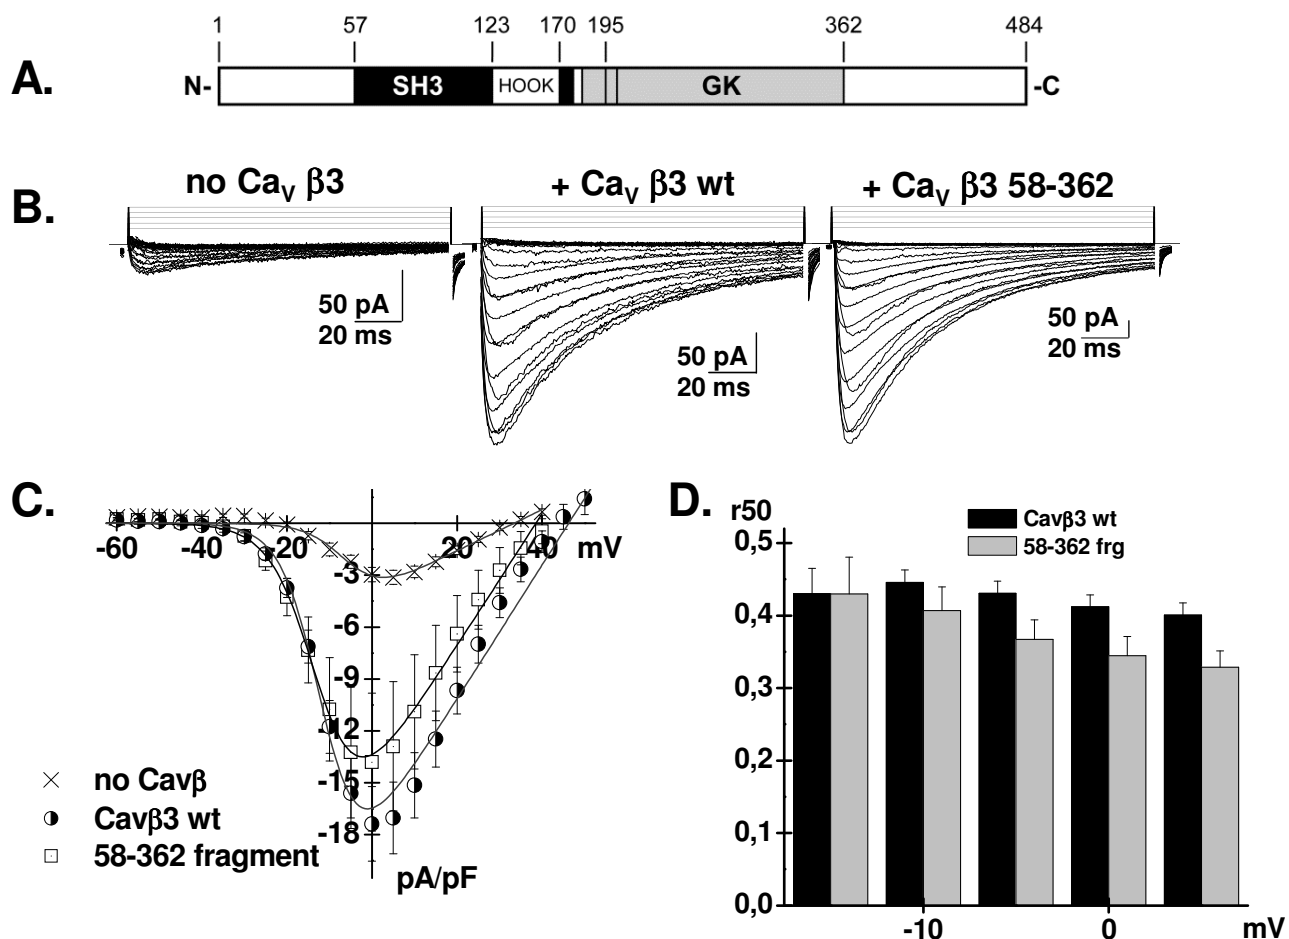 A.
1 57 123 170 195 362 484
N- SH3 HOOK GK -C
B.
no CaV β3
+ CaV β3 wt
+ CaV β3 58-362
50 pA
20 ms
50 pA
20 ms
50 pA
20 ms
C.
-60 -40 -20 20 40 mV
-3
-6
-9
-12
-15
-18
pA/pF
no Cavβ
Cavβ3 wt
58-362 fragment
D.
r50
Cavβ3 wt
58-362 frg
0,5
0,4
0,3
0,2
0,1
0,0
-10 0 mV